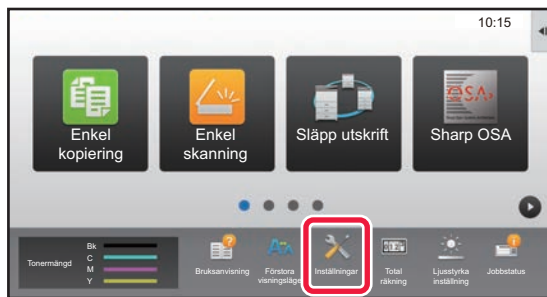 10:15
Enkel
kopiering
Enkel
skanning
Släpp utskrift
Sharp OSA
Tonermängd
Bk
C
M
Y
Bruksanvisning
Förstora
visningsläge
Inställningar
Total
räkning
Ljusstyrka
inställning
Jobbstatus